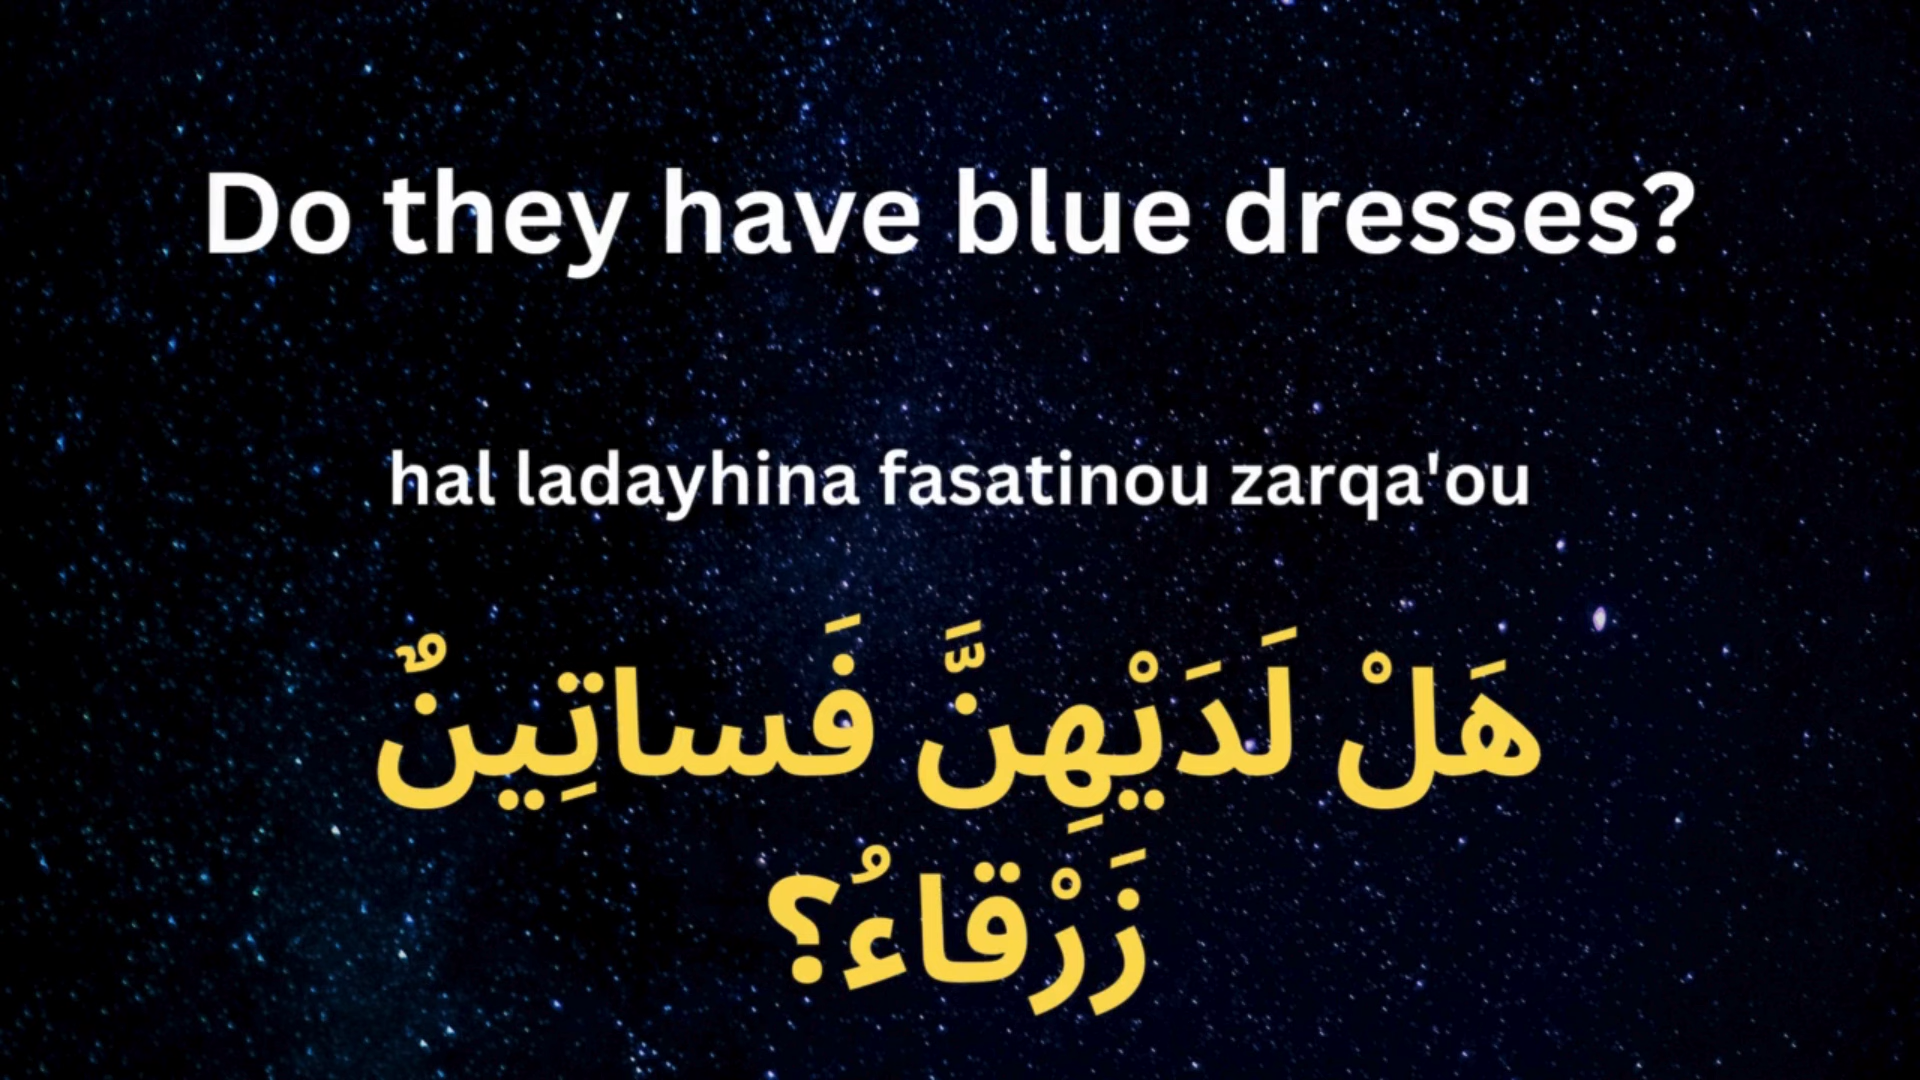 Do they have blue dresses?
hal ladayhina fasatinou zarqa'ou
هَلْ لَدَيْهِنَّ فَساتِينٌ
زَرْقاءُ؟